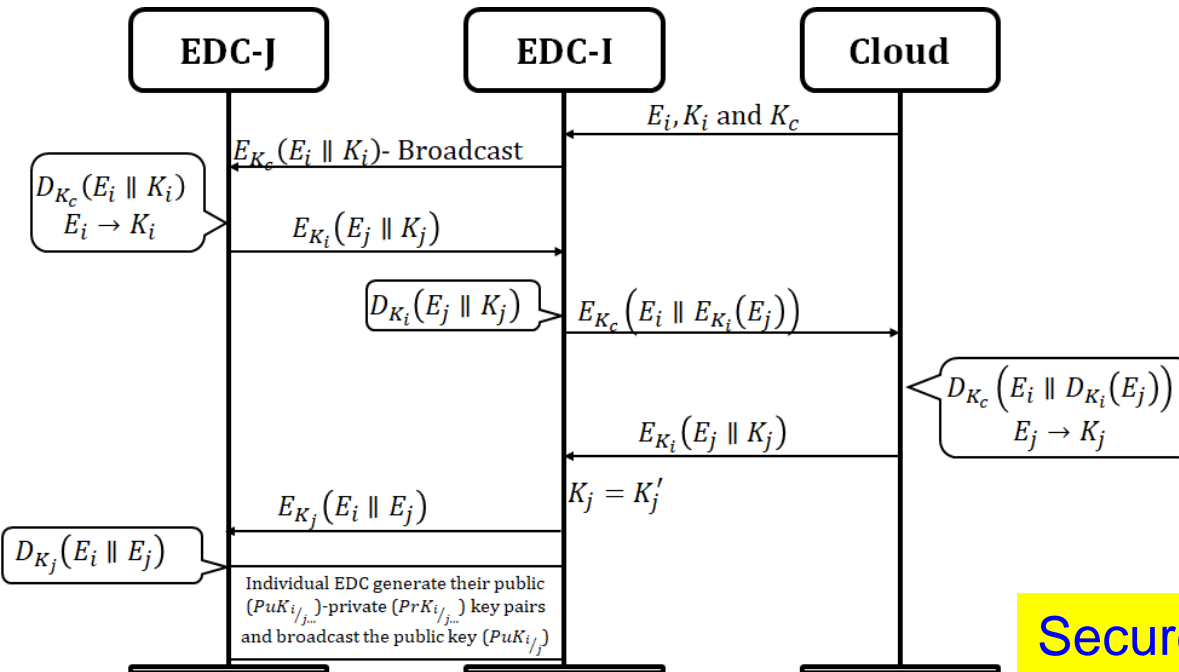 EDC-J
EDC-I
Cloud
E_i, K_i and K_c
E_{K_c}(E_i ∥ K_i)- Broadcast
D_{K_c}(E_i ∥ K_i)
E_i → K_i
E_{K_i}(E_j ∥ K_j)
D_{K_i}(E_j ∥ K_j)
E_{K_c}(E_i ∥ E_{K_i}(E_j))
D_{K_c}(E_i ∥ D_{K_i}(E_j))
E_j → K_j
E_{K_i}(E_j ∥ K_j)
K_j = K_j′
E_{K_j}(E_i ∥ E_j)
D_{K_j}(E_i ∥ E_j)
Individual EDC generate their public
(PuK_{i/j...})-private (PrK_{i/j...}) key pairs
and broadcast the public key (PuK_{i/j})
Secure